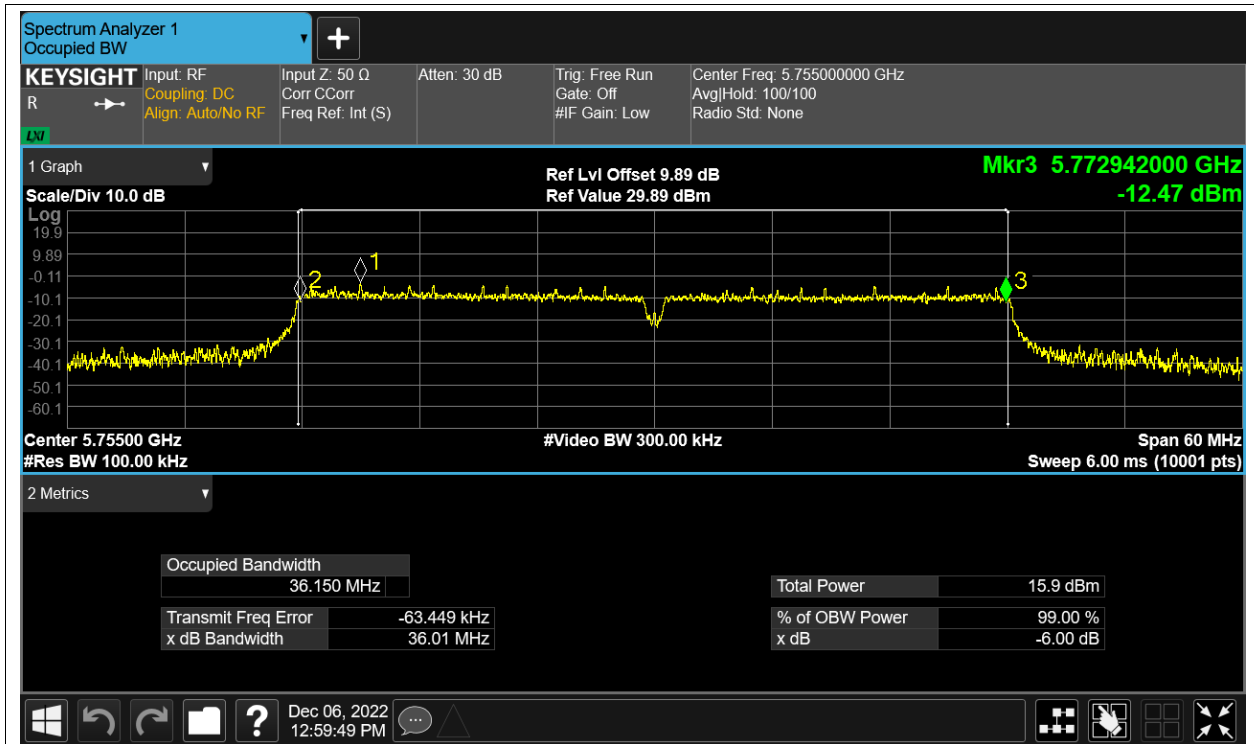 Spectrum Analyzer 1
Occupied BW
KEYSIGHT
R
LXI
Input: RF
Coupling: DC
Align: Auto/No RF
Input Z: 50 Ω
Corr CCorr
Freq Ref: Int (S)
Atten: 30 dB
Trig: Free Run
Gate: Off
#IF Gain: Low
Center Freq: 5.755000000 GHz
Avg|Hold: 100/100
Radio Std: None
1 Graph
Scale/Div 10.0 dB
Ref Lvl Offset 9.89 dB
Ref Value 29.89 dBm
Mkr3 5.772942000 GHz
-12.47 dBm
Log
19.9
9.89
-0.11
-10.1
-20.1
-30.1
-40.1
-50.1
-60.1
1
2
3
Center 5.75500 GHz
#Video BW 300.00 kHz
Span 60 MHz
#Res BW 100.00 kHz
Sweep 6.00 ms (10001 pts)
2 Metrics
Occupied Bandwidth
36.150 MHz
Transmit Freq Error -63.449 kHz
x dB Bandwidth 36.01 MHz
Total Power 15.9 dBm
% of OBW Power 99.00 %
x dB -6.00 dB
?
Dec 06, 2022
12:59:49 PM